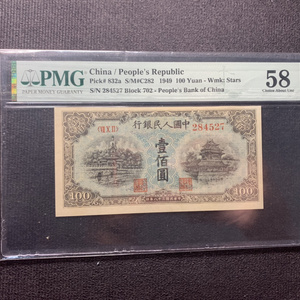 PMG
PAPER MONEY GUARANTY
China / People's Republic
Pick# 832a S/M#C282 1949 100 Yuan - Wmk; Stars
S/N 284527 Block 702 - People's Bank of China
58
Choice About Unc
行銀民人國中
284527
壹佰圓
100
100